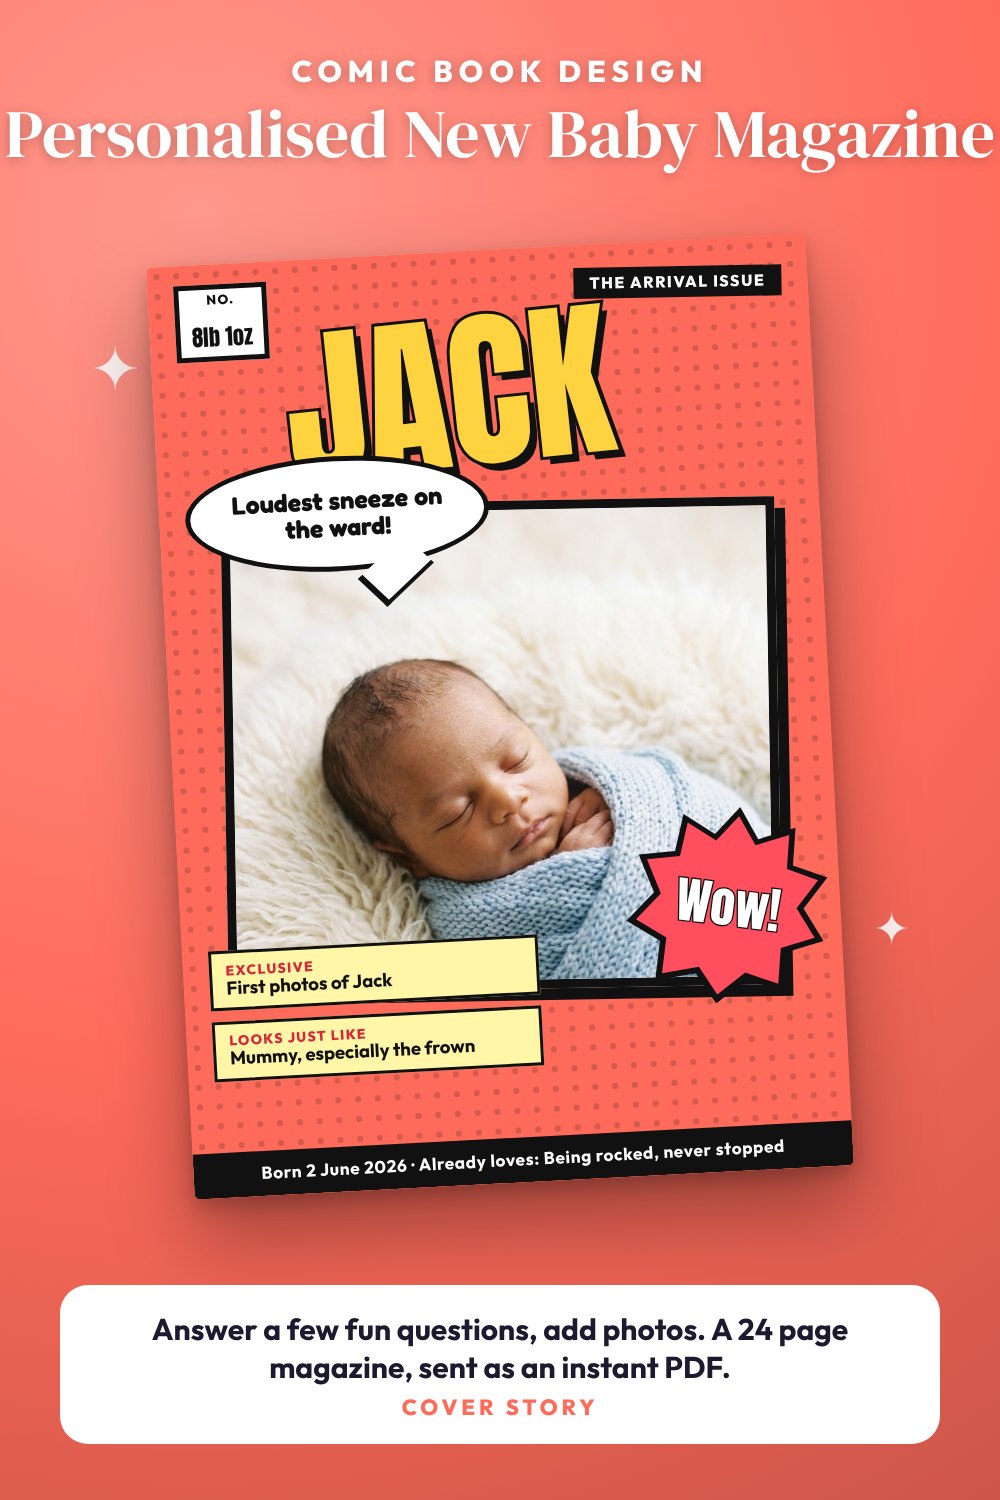 COMIC BOOK DESIGN
Personalised New Baby Magazine
NO.
8lb 1oz
THE ARRIVAL ISSUE
JACK
Loudest sneeze on
the ward!
Wow!
EXCLUSIVE
First photos of Jack
LOOKS JUST LIKE
Mummy, especially the frown
Born 2 June 2026 · Already loves: Being rocked, never stopped
Answer a few fun questions, add photos. A 24 page
magazine, sent as an instant PDF.
COVER STORY